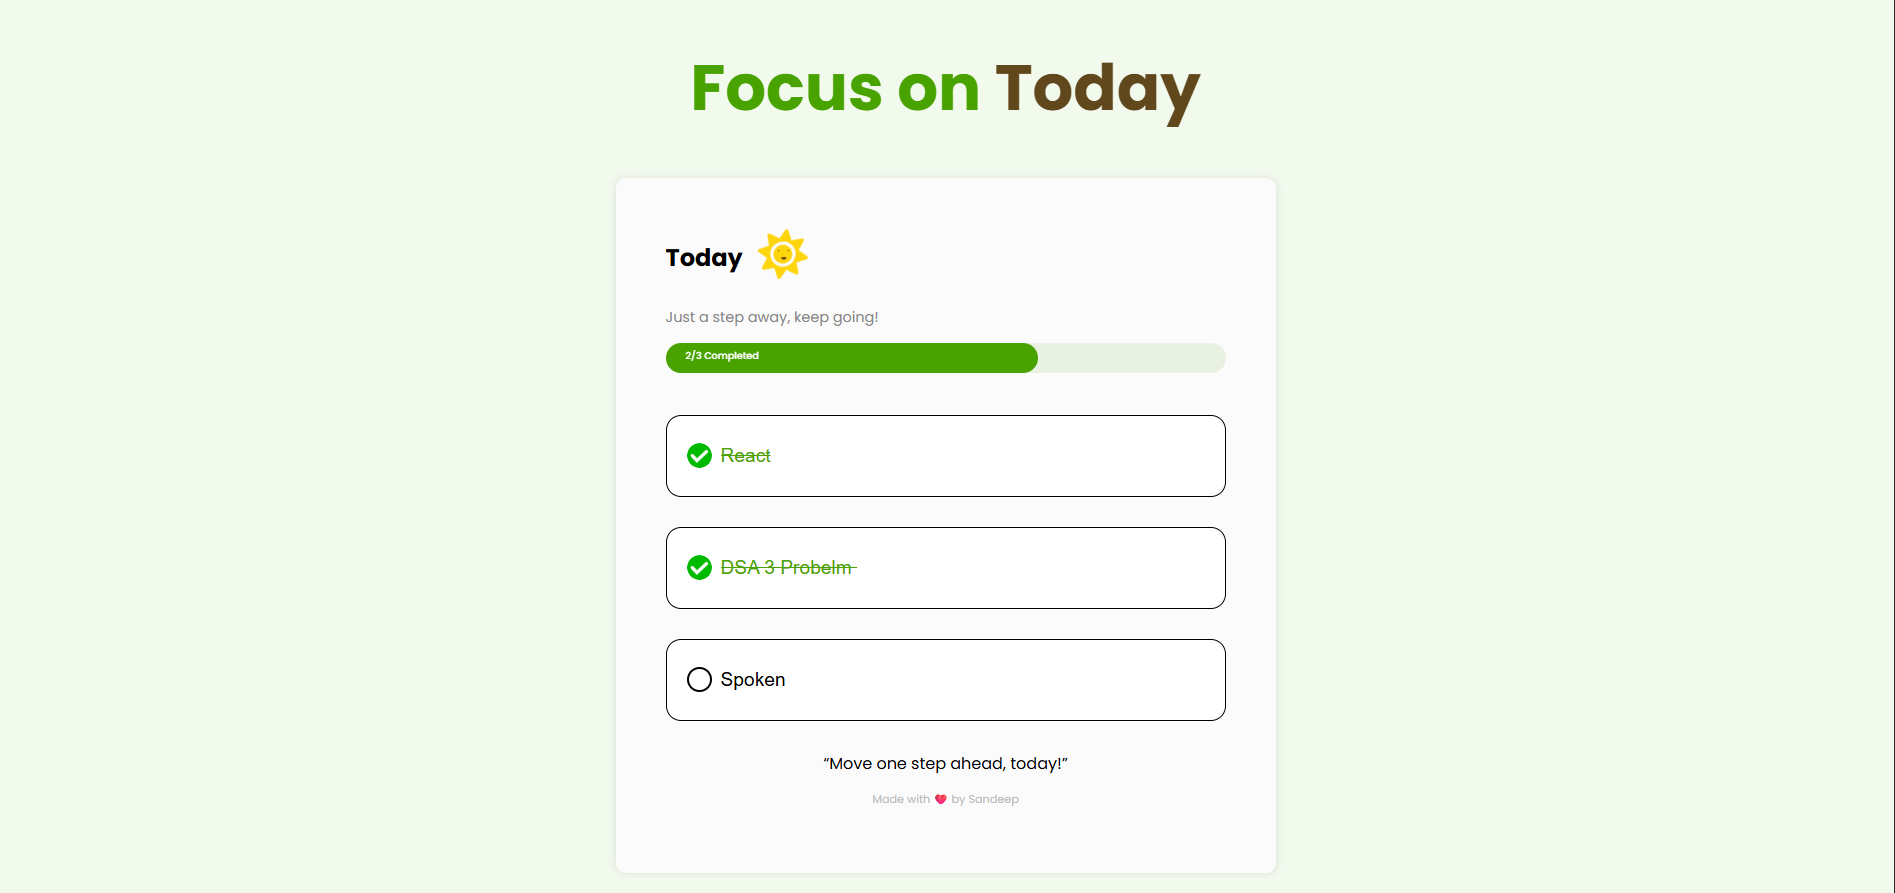 Focus on Today
Today
Just a step away, keep going!
2/3 Completed
React
DSA 3 Probelm
Spoken
“Move one step ahead, today!”
Made with ❤️ by Sandeep